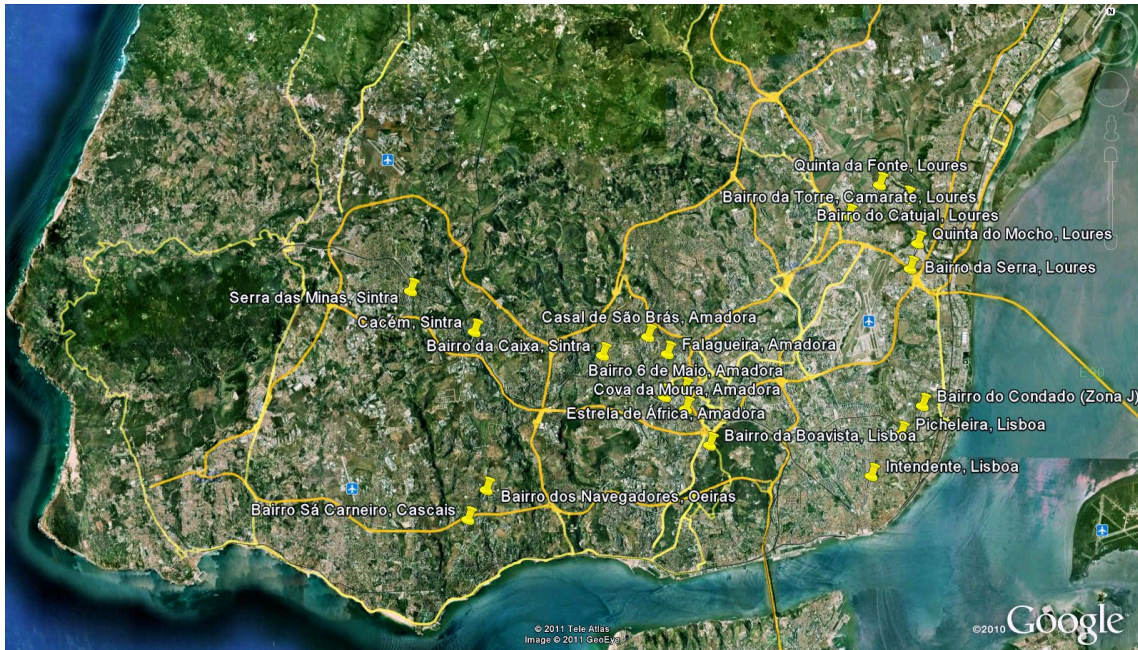 N
Quinta da Fonte, Loures
Bairro da Torre, Camarate, Loures
Bairro do Catujal, Loures
Quinta do Mocho, Loures
Bairro da Serra, Loures
Serra das Minas, Sintra
Cacém, Sintra
Casal de São Brás, Amadora
Bairro da Caixa, Sintra
Falagueira, Amadora
Bairro 6 de Maio, Amadora
Cova da Moura, Amadora
Estrela de África, Amadora
Bairro do Condado (Zona J)
Picheleira, Lisboa
Bairro da Boavista, Lisboa
Intendente, Lisboa
Bairro dos Navegadores, Oeiras
Bairro Sá Carneiro, Cascais
© 2011 Tele Atlas
Image © 2011 GeoEye
©2010 Google